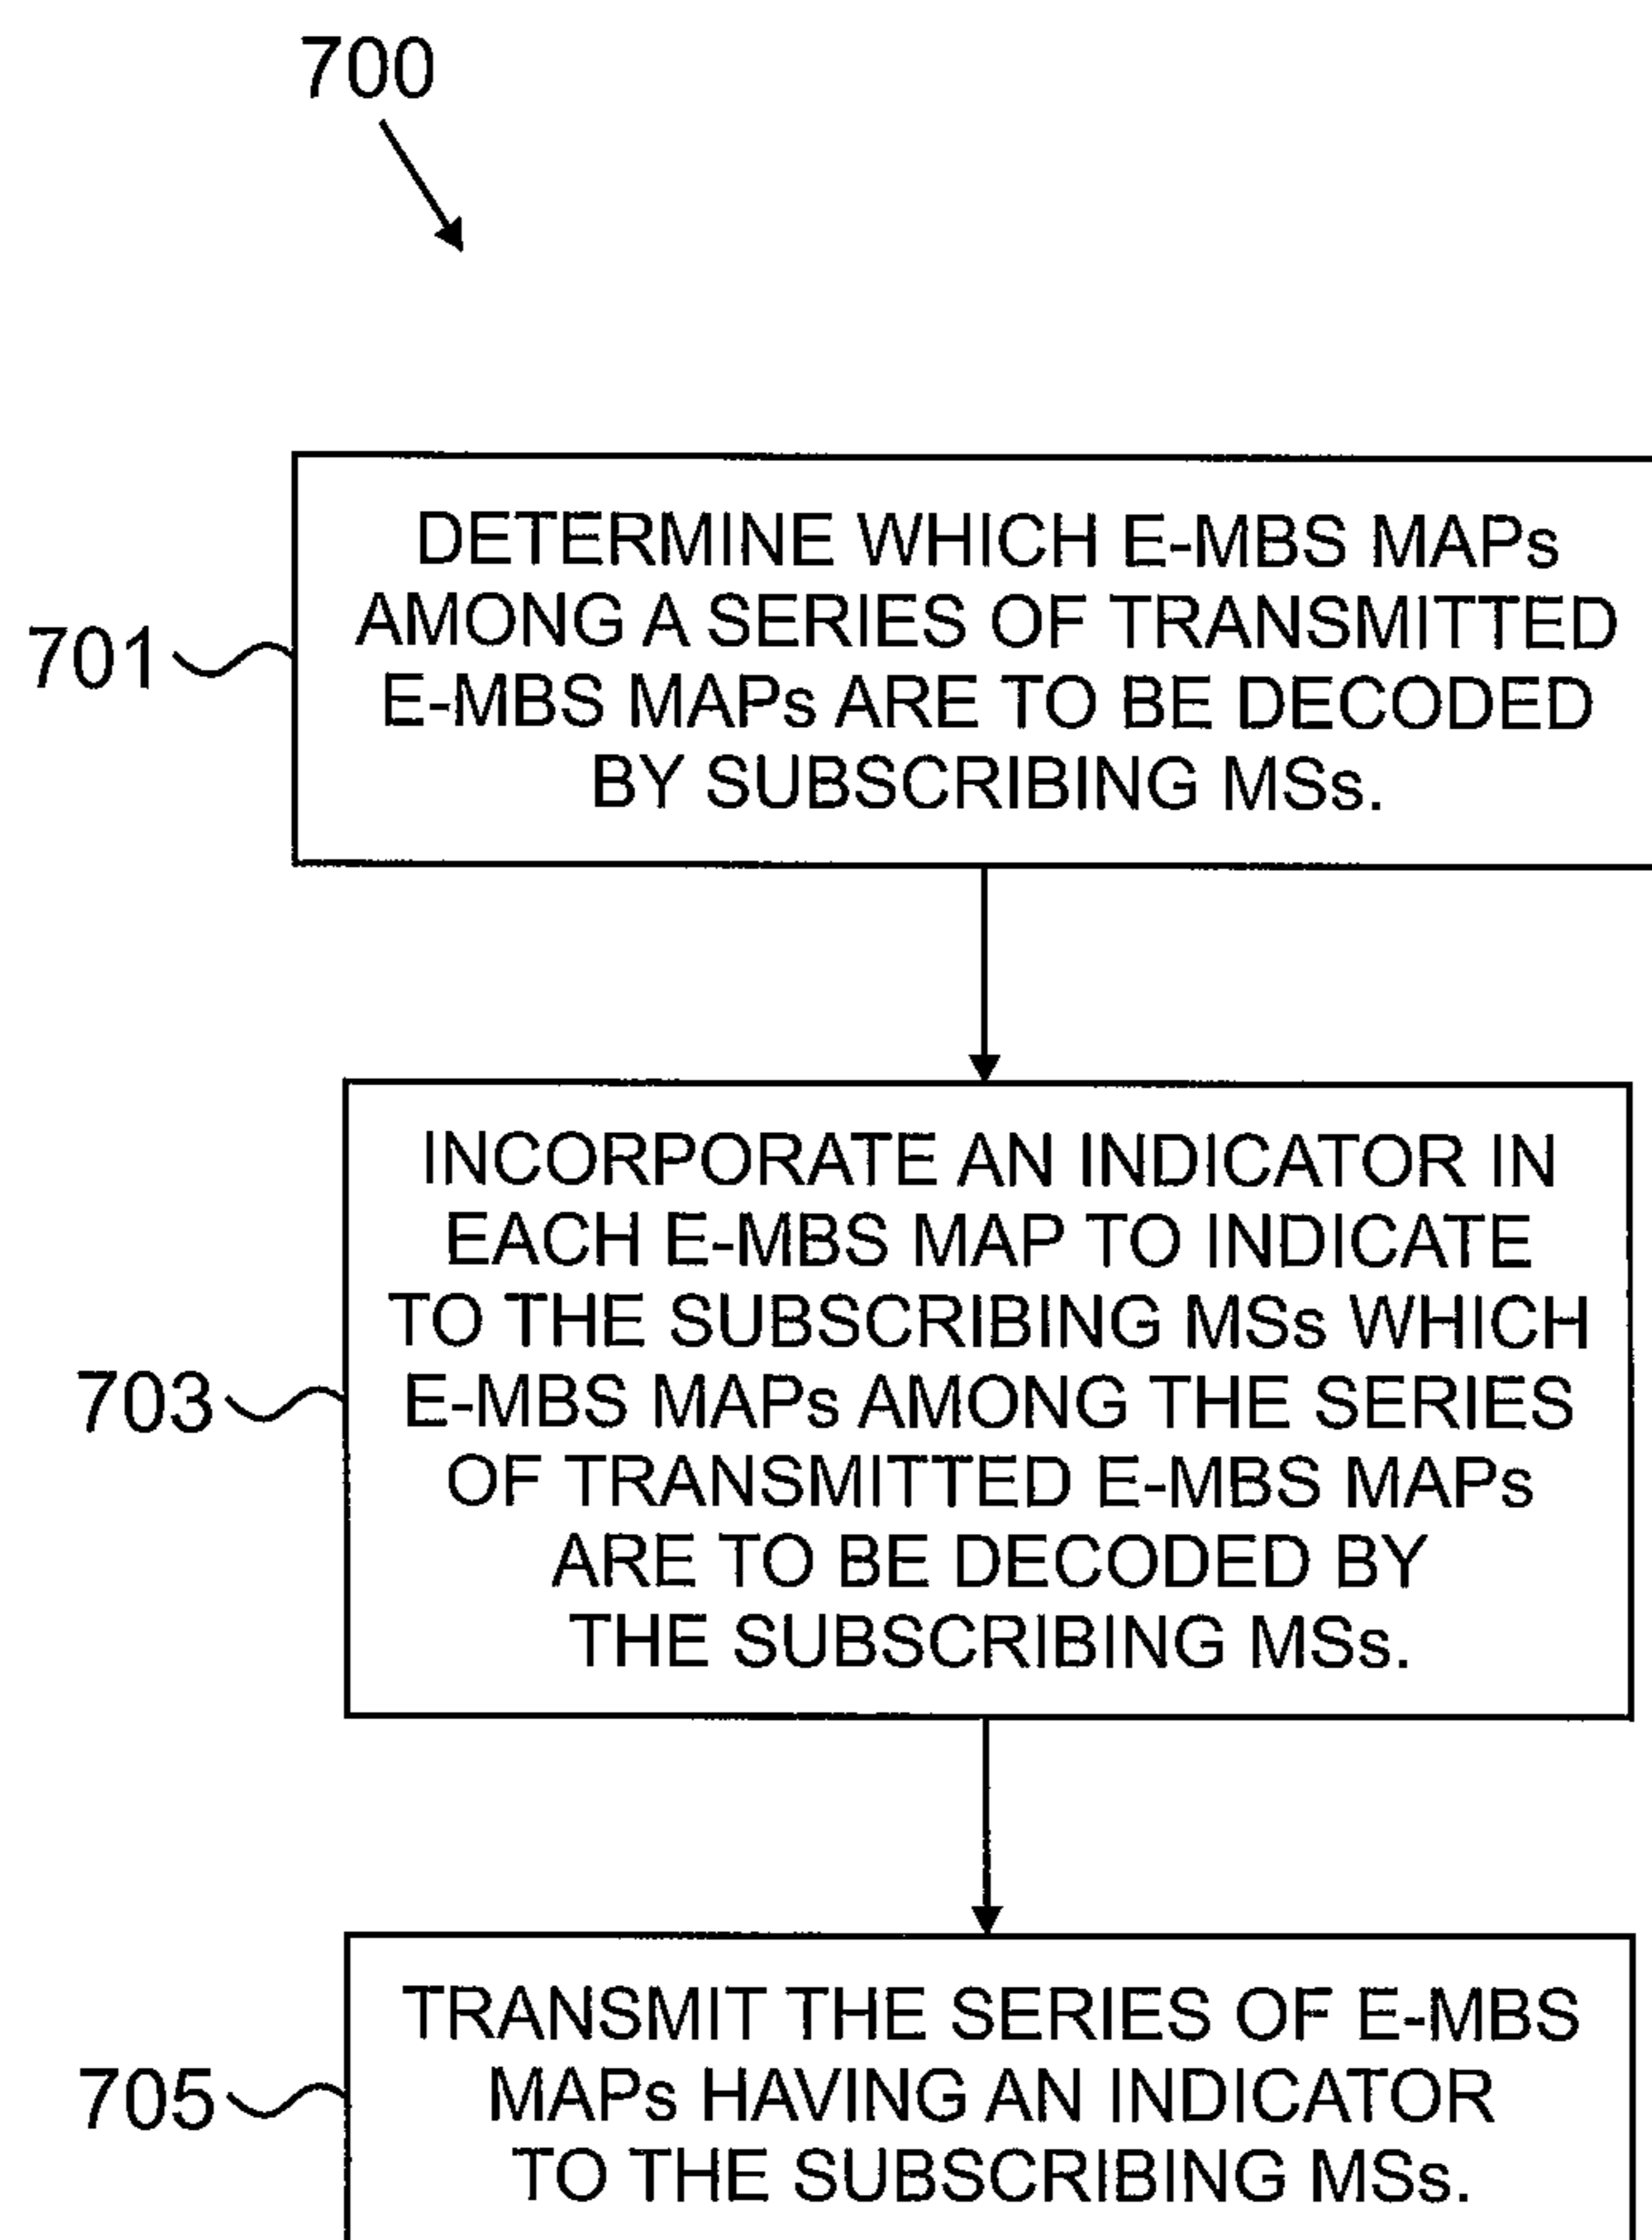 700
701
DETERMINE WHICH E-MBS MAPs
AMONG A SERIES OF TRANSMITTED
E-MBS MAPs ARE TO BE DECODED
BY SUBSCRIBING MSs.
703
INCORPORATE AN INDICATOR IN
EACH E-MBS MAP TO INDICATE
TO THE SUBSCRIBING MSs WHICH
E-MBS MAPs AMONG THE SERIES
OF TRANSMITTED E-MBS MAPs
ARE TO BE DECODED BY
THE SUBSCRIBING MSs.
705
TRANSMIT THE SERIES OF E-MBS
MAPs HAVING AN INDICATOR
TO THE SUBSCRIBING MSs.